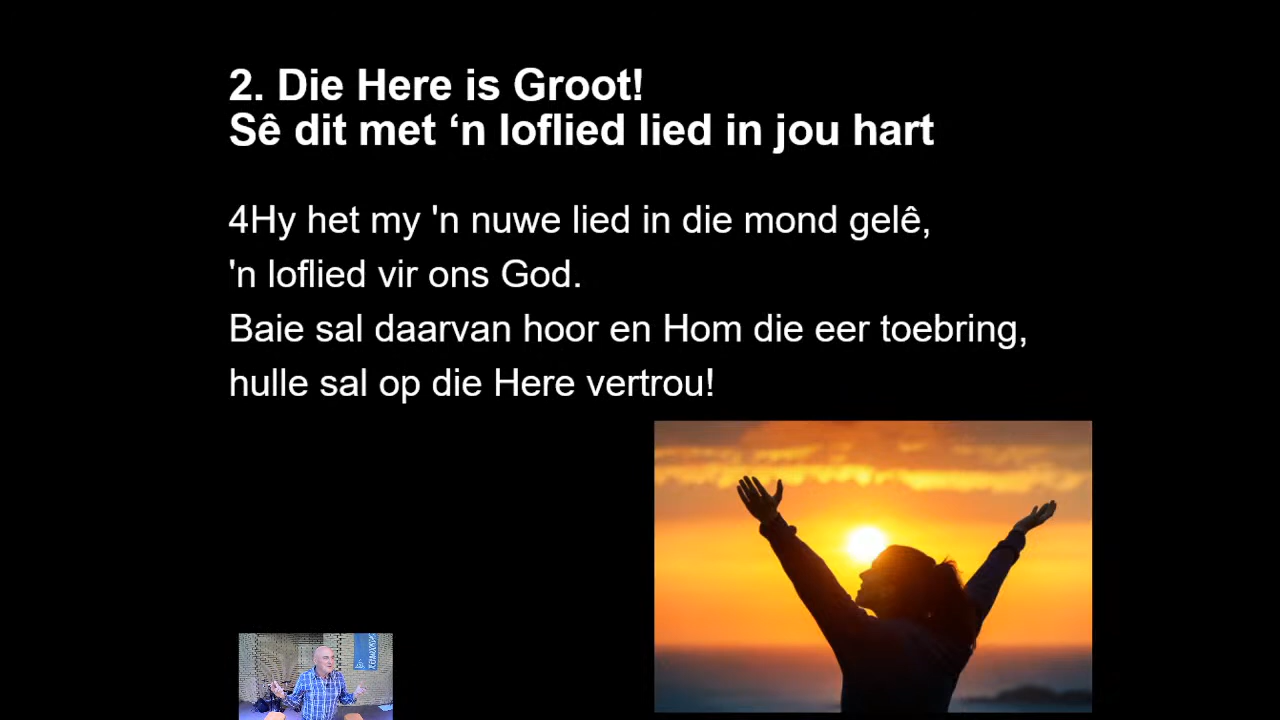 2. Die Here is Groot!
Sê dit met ‘n loflied lied in jou hart
4Hy het my 'n nuwe lied in die mond gelê,
'n loflied vir ons God.
Baie sal daarvan hoor en Hom die eer toebring,
hulle sal op die Here vertrou!